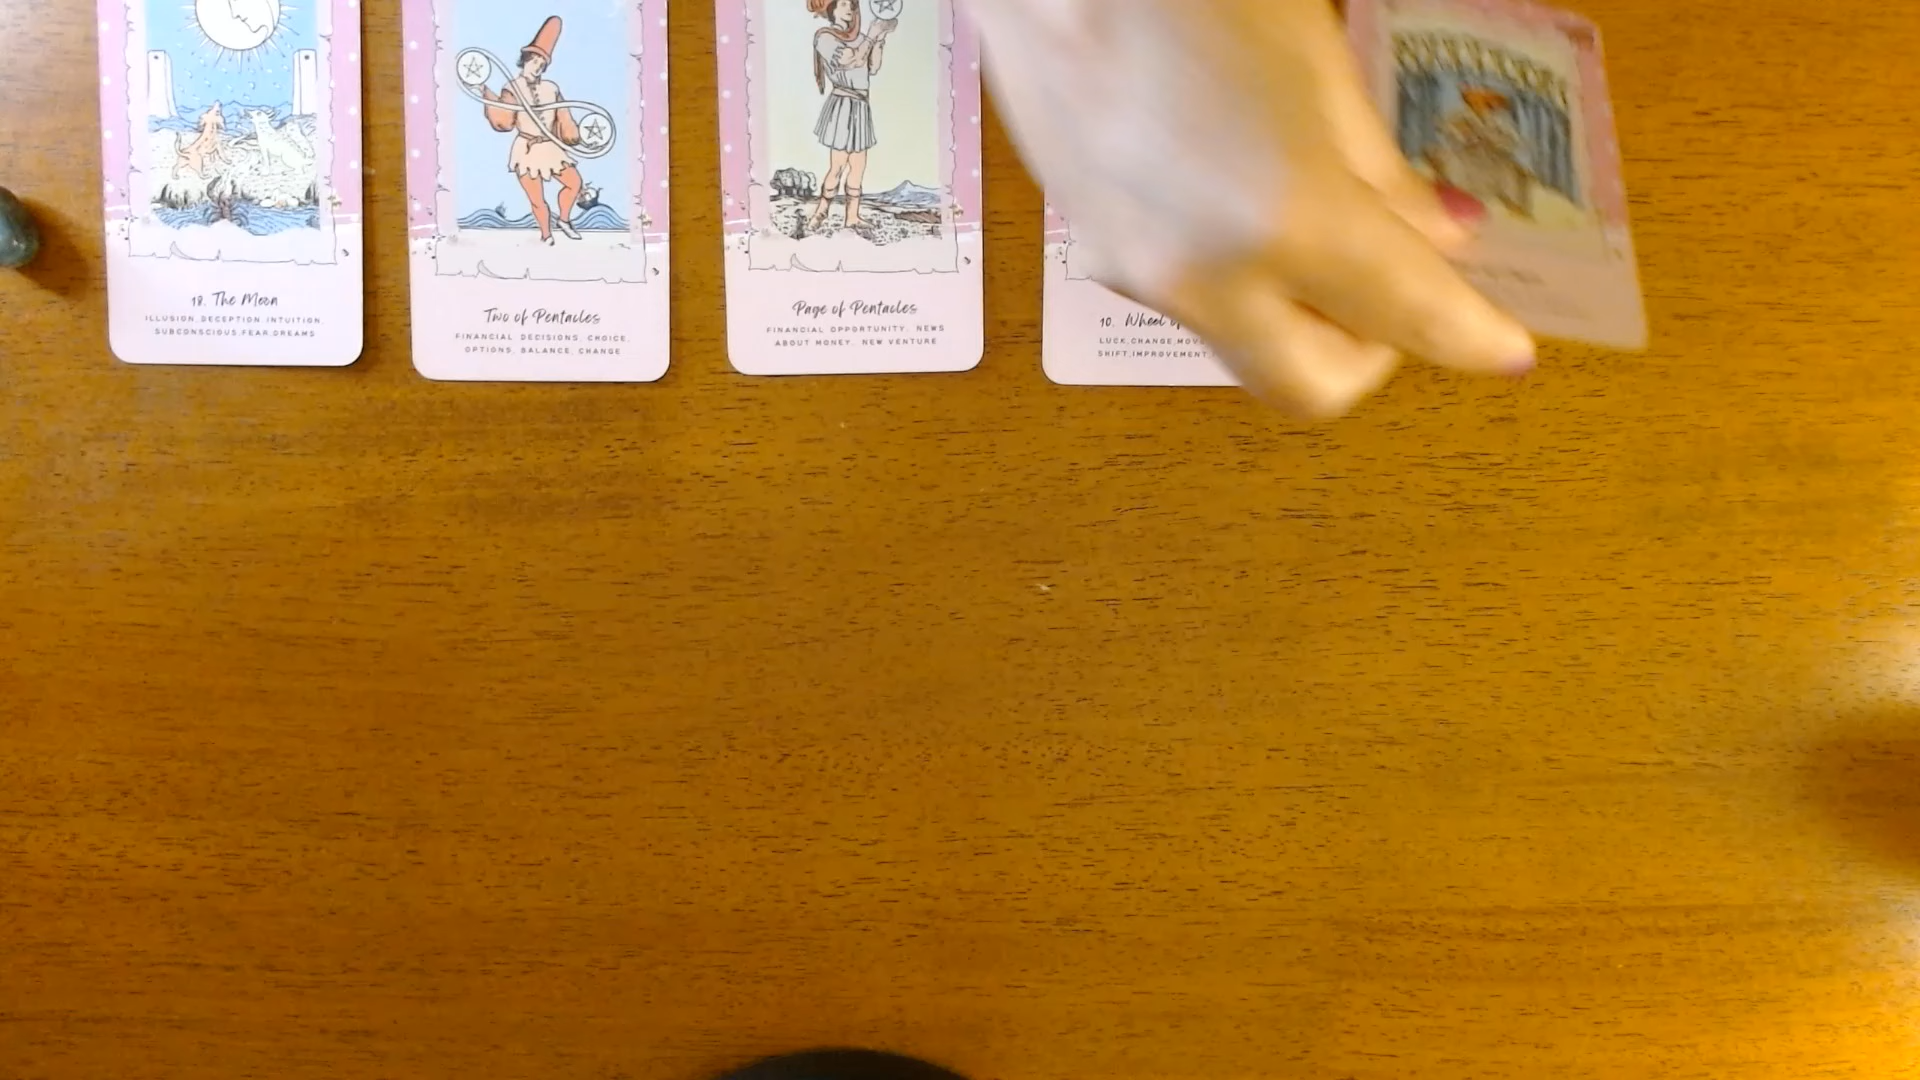 18. The Moon
ILLUSION, DECEPTION, INTUITION,
SUBCONSCIOUS, FEAR, DREAMS
Two of Pentacles
FINANCIAL DECISIONS, CHOICE,
OPTIONS, BALANCE, CHANGE
Page of Pentacles
FINANCIAL OPPORTUNITY, NEWS
ABOUT MONEY, NEW VENTURE
10. Wheel of
LUCK, CHANGE,
SHIFT, IMPROVEMENT,